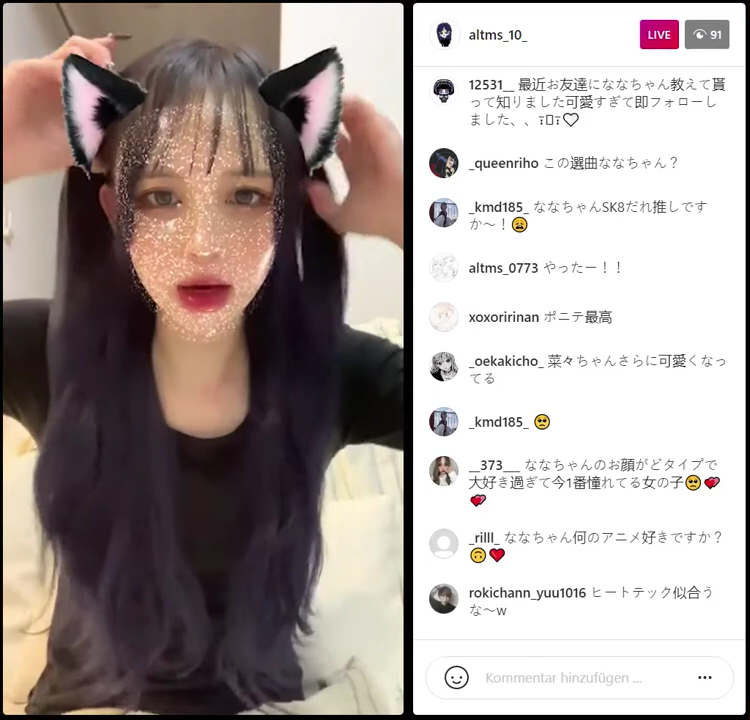 altms_10_
LIVE 91
12531__ 最近お友達にななちゃん教えて貰
って知りました可愛すぎて即フォローし
ました、、
_queenriho この選曲ななちゃん？
_kmd185_ ななちゃんSK8だれ推しです
か〜！😩
altms_0773 やったー！！
xoxoririnan ポニテ最高
_oekakicho_ 菜々ちゃんさらに可愛くなっ
てる
_kmd185_ 🥺
__373___ ななちゃんのお顔がどタイプで
大好き過ぎて今1番憧れてる女の子🥺💕
💕
_rilll_ ななちゃん何のアニメ好きですか？
🙃❤️
rokichann_yuu1016 ヒートテック似合う
な〜w
Kommentar hinzufügen ...